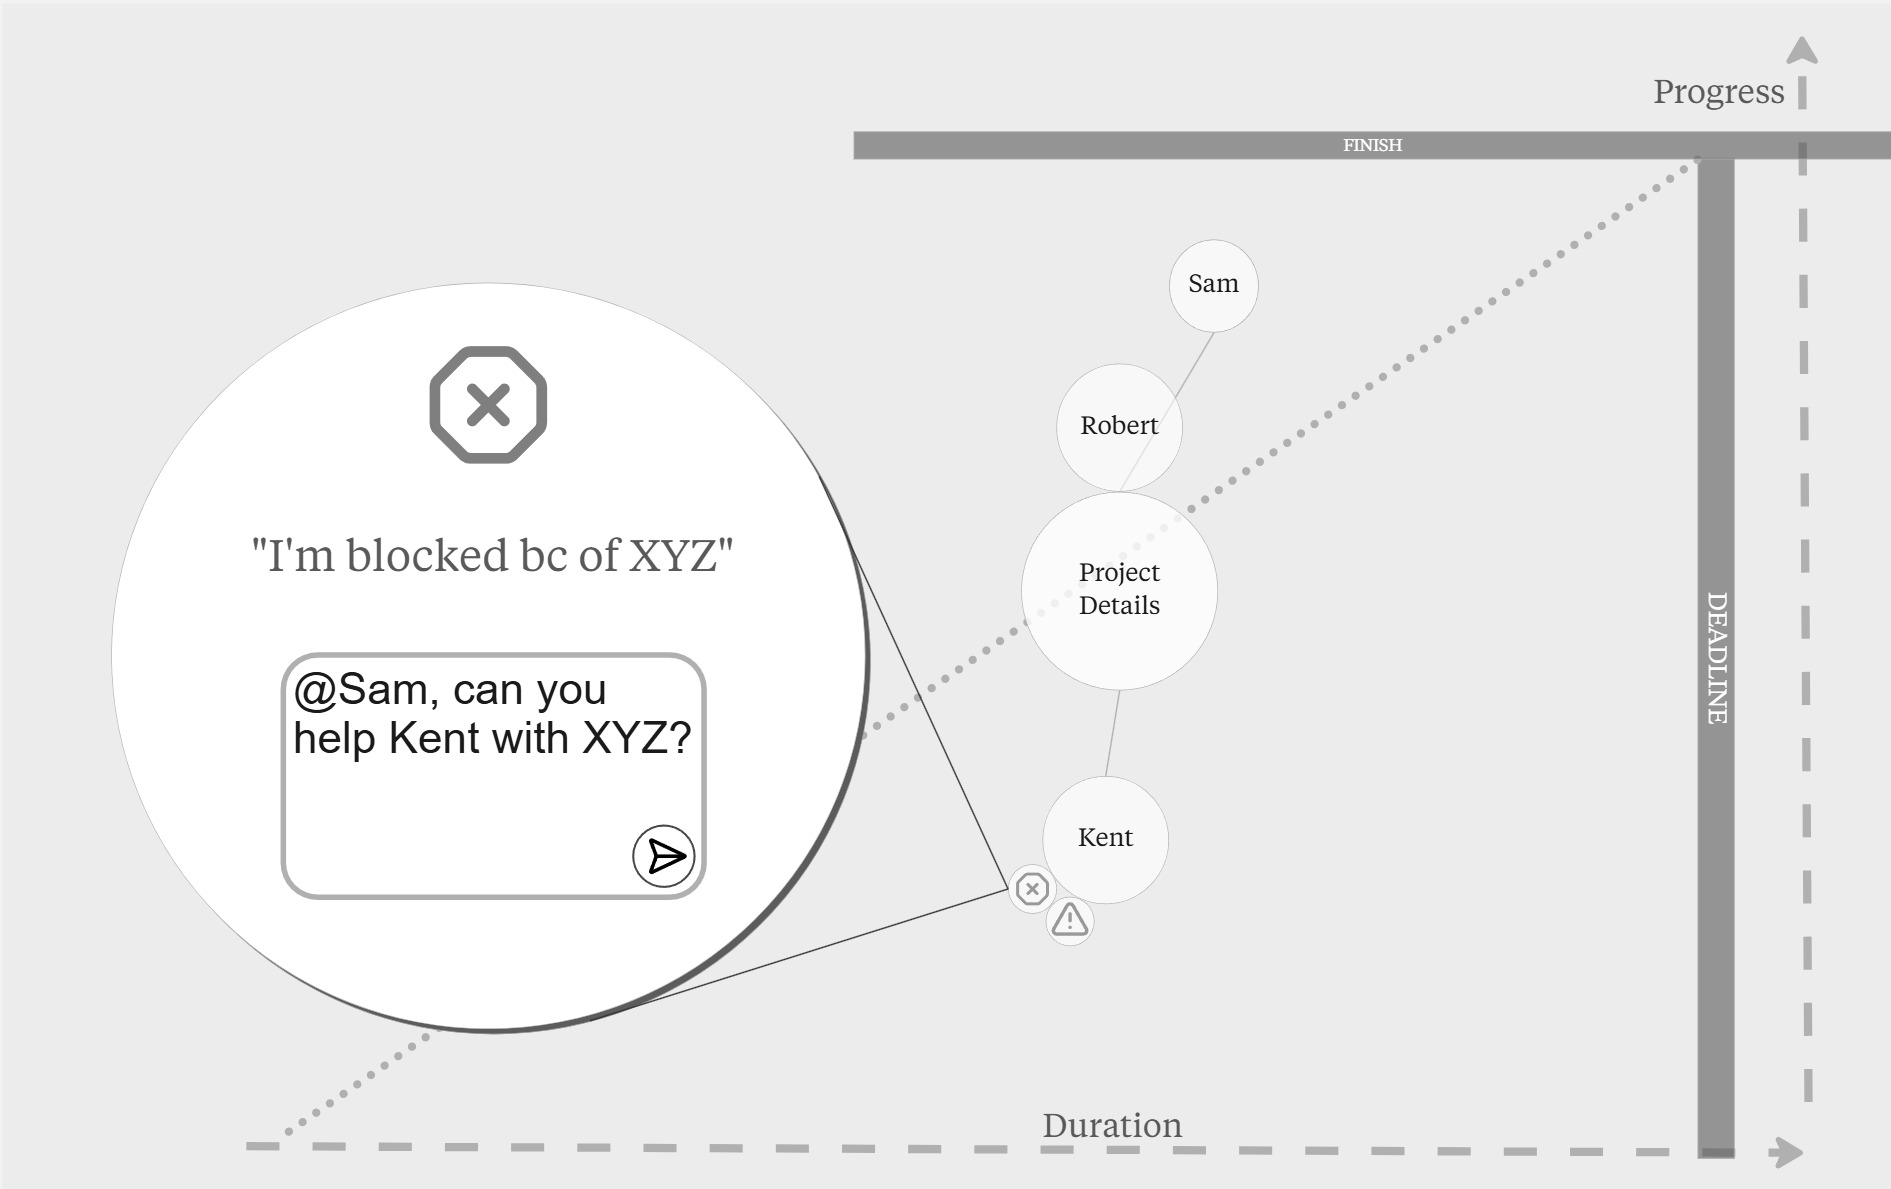 Progress
FINISH
Sam
Robert
"I'm blocked bc of XYZ"
Project
Details
@Sam, can you
help Kent with XYZ?
DEADLINE
Kent
Duration